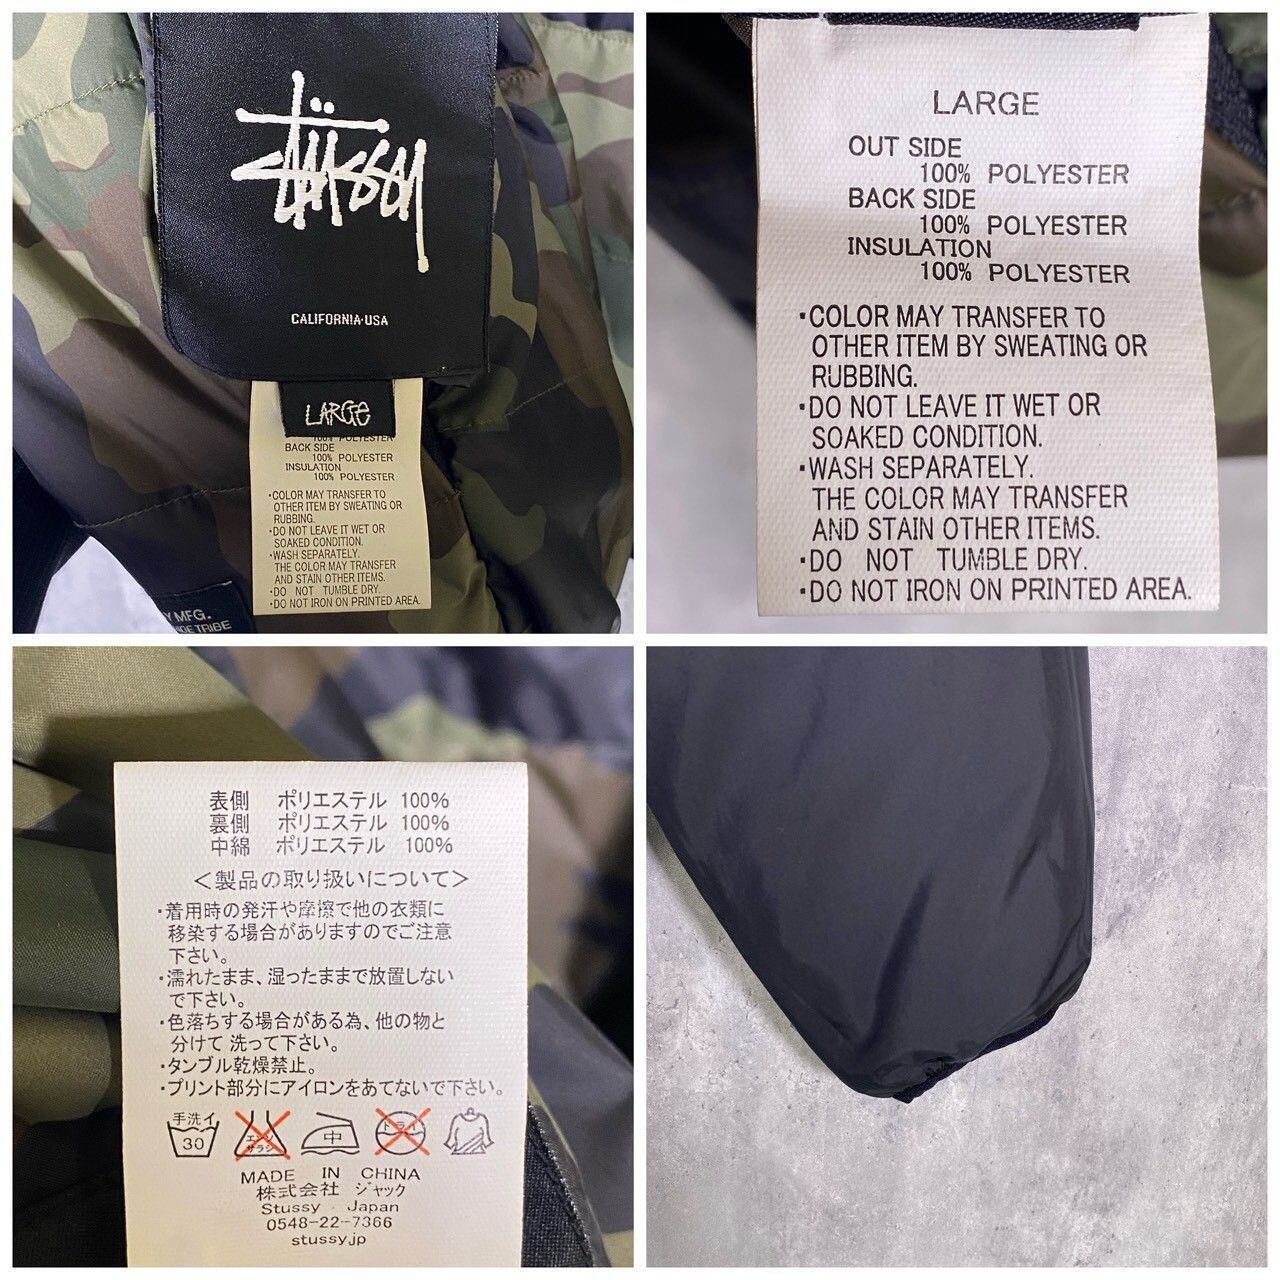 Stüssy
CALIFORNIA·USA
LARGe
100% POLYESTER
BACK SIDE
100% POLYESTER
INSULATION
100% POLYESTER
・COLOR MAY TRANSFER TO
OTHER ITEM BY SWEATING OR
RUBBING.
・DO NOT LEAVE IT WET OR
SOAKED CONDITION.
・WASH SEPARATELY.
THE COLOR MAY TRANSFER
AND STAIN OTHER ITEMS.
・DO NOT TUMBLE DRY.
・DO NOT IRON ON PRINTED AREA.
MFG.
TRIBE
LARGE
OUT SIDE
100% POLYESTER
BACK SIDE
100% POLYESTER
INSULATION
100% POLYESTER
・COLOR MAY TRANSFER TO
OTHER ITEM BY SWEATING OR
RUBBING.
・DO NOT LEAVE IT WET OR
SOAKED CONDITION.
・WASH SEPARATELY.
THE COLOR MAY TRANSFER
AND STAIN OTHER ITEMS.
・DO NOT TUMBLE DRY.
・DO NOT IRON ON PRINTED AREA.
表側 ポリエステル 100%
裏側 ポリエステル 100%
中綿 ポリエステル 100%
＜製品の取り扱いについて＞
・着用時の発汗や摩擦で他の衣類に
移染する場合がありますのでご注意
下さい。
・濡れたまま、湿ったままで放置しない
で下さい。
・色落ちする場合がある為、他の物と
分けて 洗って下さい。
・タンブル乾燥禁止。
・プリント部分にアイロンをあてないで下さい。
手洗イ
30 エンソ 中 ドライ
サラシ
MADE IN CHINA
株式会社 ジャック
Stussy Japan
0548-22-7366
stussy.jp